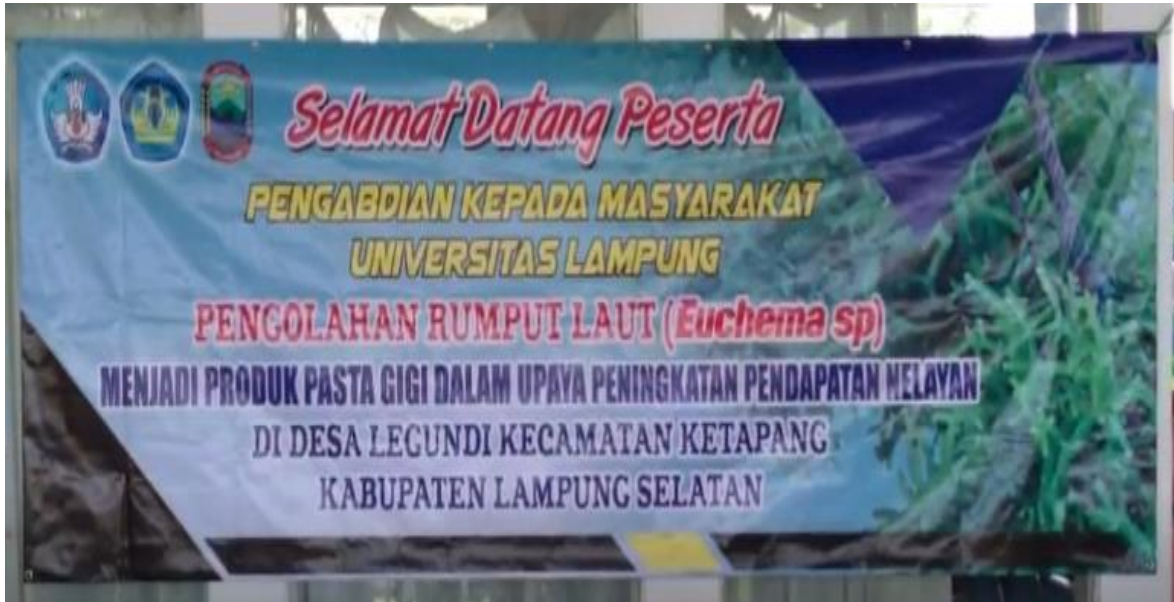 Selamat Datang Peserta
PENGABDIAN KEPADA MASYARAKAT
UNIVERSITAS LAMPUNG
PENGOLAHAN RUMPUT LAUT (Euchema sp)
MENJADI PRODUK PASTA GIGI DALAM UPAYA PENINGKATAN PENDAPATAN NELAYAN
DI DESA LEGUNDI KECAMATAN KETAPANG
KABUPATEN LAMPUNG SELATAN